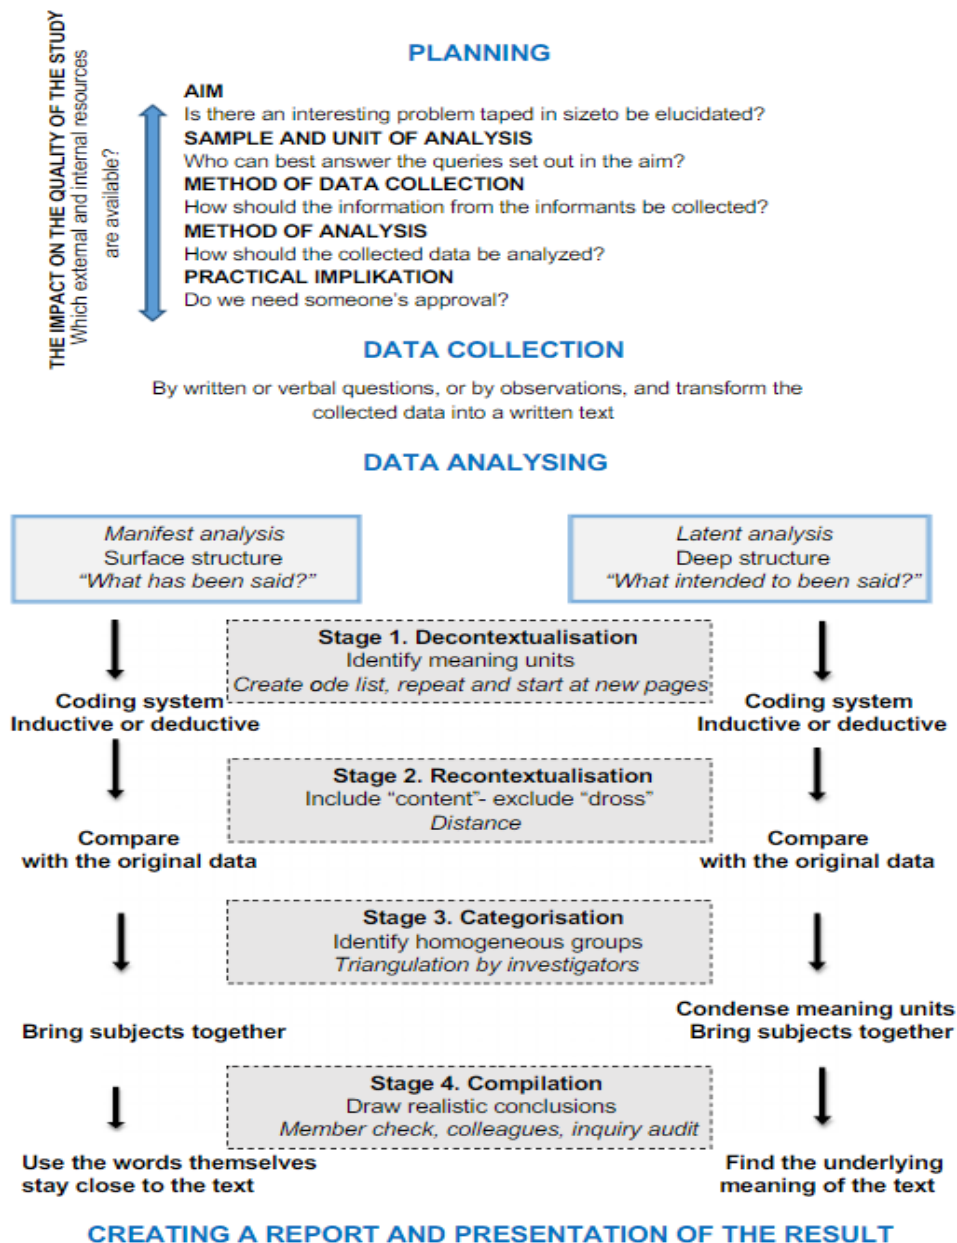 THE IMPACT ON THE QUALITY OF THE STUDY
Which external and internal resources
are available?
PLANNING
AIM
Is there an interesting problem taped in sizeto be elucidated?
SAMPLE AND UNIT OF ANALYSIS
Who can best answer the queries set out in the aim?
METHOD OF DATA COLLECTION
How should the information from the informants be collected?
METHOD OF ANALYSIS
How should the collected data be analyzed?
PRACTICAL IMPLIKATION
Do we need someone's approval?
DATA COLLECTION
By written or verbal questions, or by observations, and transform the
collected data into a written text
DATA ANALYSING
Manifest analysis
Surface structure
"What has been said?"
Latent analysis
Deep structure
"What intended to been said?"
Stage 1. Decontextualisation
Identify meaning units
Create ode list, repeat and start at new pages
Coding system
Inductive or deductive
Coding system
Inductive or deductive
Stage 2. Recontextualisation
Include "content"- exclude "dross"
Distance
Compare
with the original data
Compare
with the original data
Stage 3. Categorisation
Identify homogeneous groups
Triangulation by investigators
Bring subjects together
Condense meaning units
Bring subjects together
Stage 4. Compilation
Draw realistic conclusions
Member check, colleagues, inquiry audit
Use the words themselves
stay close to the text
Find the underlying
meaning of the text
CREATING A REPORT AND PRESENTATION OF THE RESULT